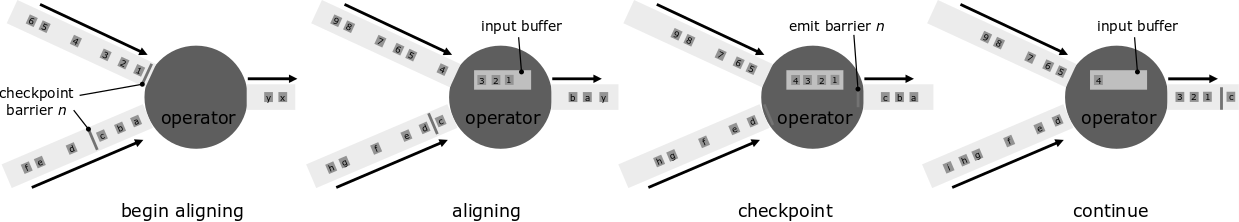 6 5 4 3 2 1
checkpoint
barrier n
f e d c b a
operator
y x
begin aligning
9 8 7 6 5 4
input buffer
3 2 1
operator
h g f e d c
b a y
aligning
9 8 7 6 5
emit barrier n
4 3 2 1
operator
h g f e d
c b a
checkpoint
9 8 7 6 5
input buffer
4
operator
i h g f e d
3 2 1 c
continue